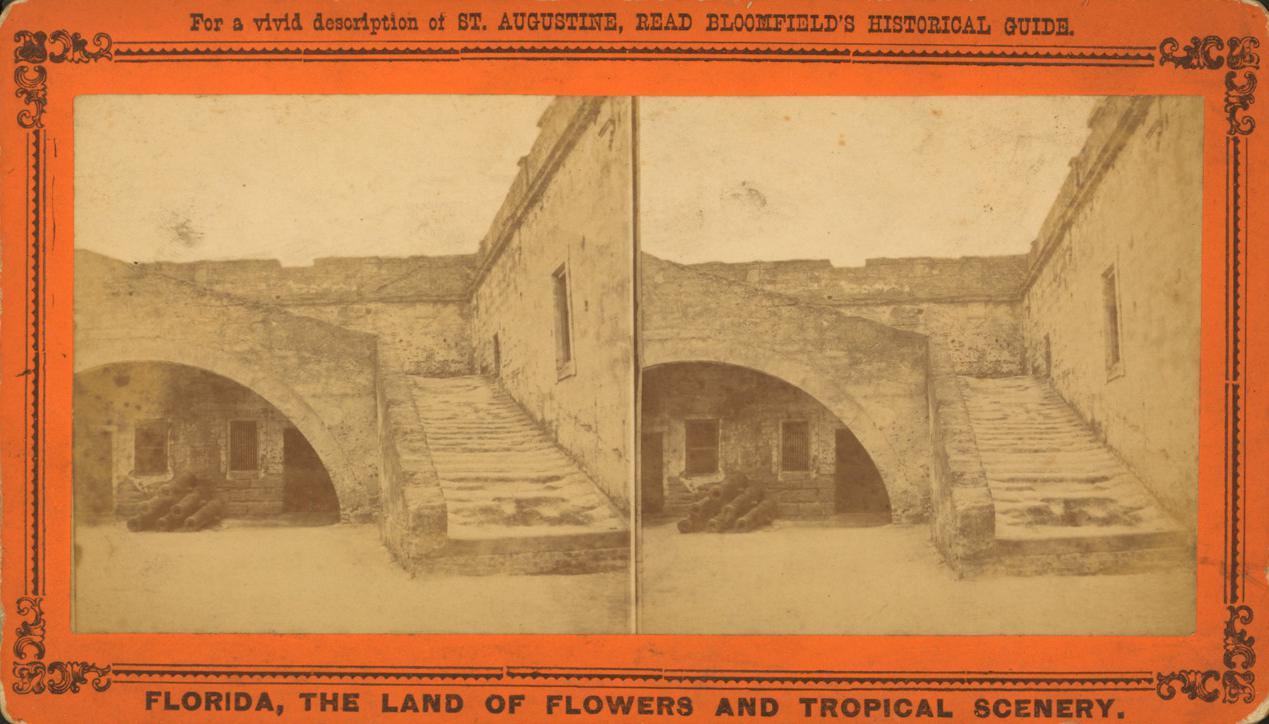 For a vivid description of ST. AUGUSTINE, READ BLOOMFIELD'S HISTORICAL GUIDE.
FLORIDA, THE LAND OF FLOWERS AND TROPICAL SCENERY.